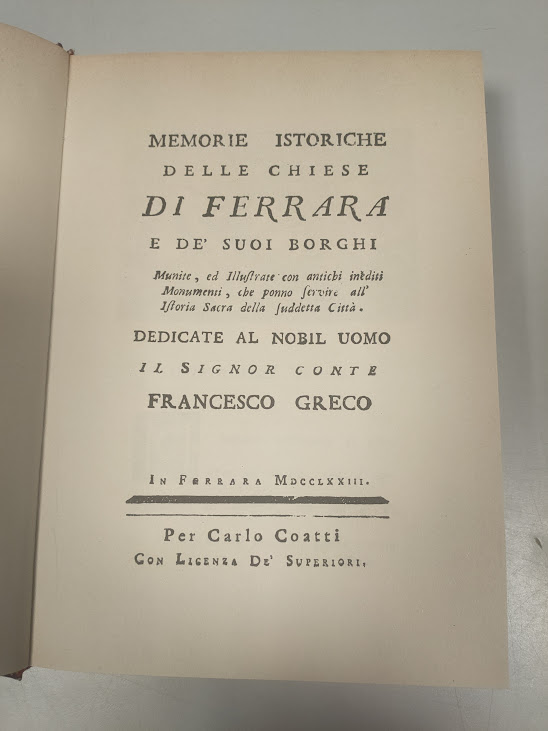 MEMORIE ISTORICHE
DELLE CHIESE
DI FERRARA
E DE' SUOI BORGHI
Munite, ed Illuſtrate con antichi inèditi
Monumenti, che ponno ſervire all'
Iſtoria Sacra della ſuddetta Città.
DEDICATE AL NOBIL UOMO
IL SIGNOR CONTE
FRANCESCO GRECO
IN FERRARA MDCCLXXIII.
Per Carlo Coatti
CON LICENZA DE' SUPERIORI,